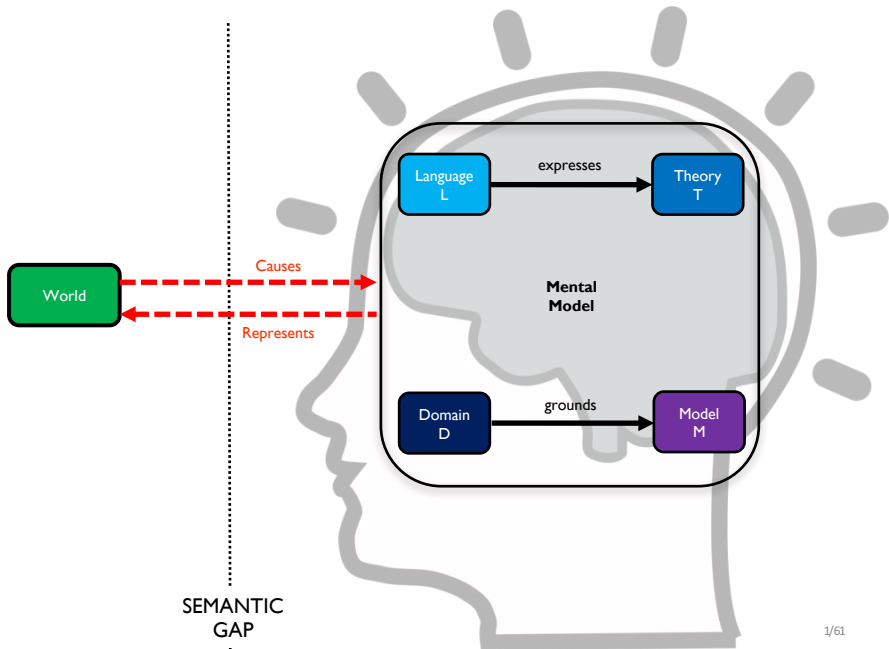 Language
L
expresses
Theory
T
Causes
World
Mental
Model
Represents
Domain
D
grounds
Model
M
SEMANTIC
GAP
1/61